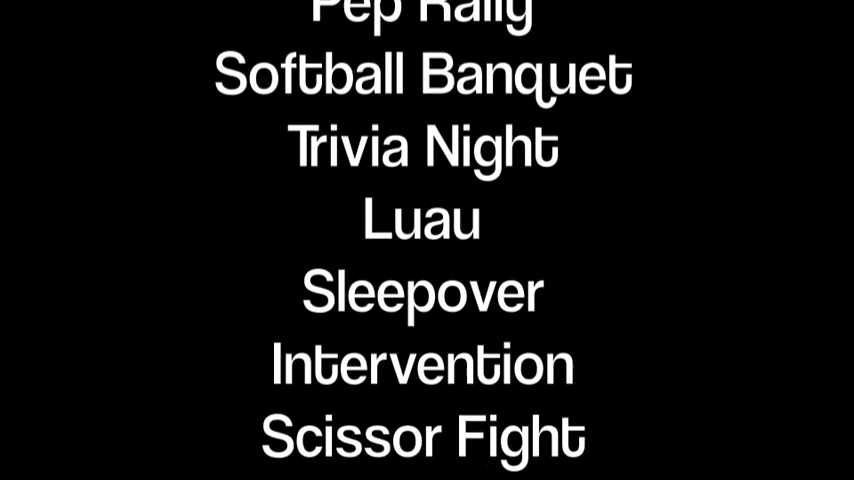 Pep Rally
Softball Banquet
Trivia Night
Luau
Sleepover
Intervention
Scissor Fight